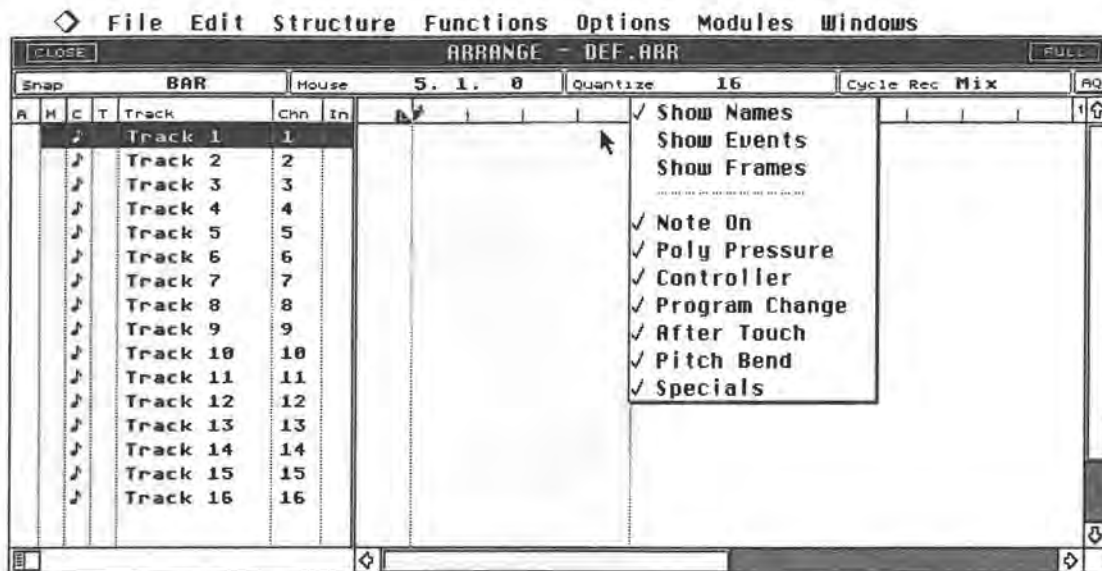 File Edit Structure Functions Options Modules Windows
CLOSE ARRANGE - DEF.ARR FULL
Snap BAR Mouse 5. 1. 0 Quantize 16 Cycle Rec Mix AQ
A M C T Track Chn In 1
Track 1 1
Track 2 2
Track 3 3
Track 4 4
Track 5 5
Track 6 6
Track 7 7
Track 8 8
Track 9 9
Track 10 10
Track 11 11
Track 12 12
Track 13 13
Track 14 14
Track 15 15
Track 16 16
✓ Show Names
Show Events
Show Frames
✓ Note On
✓ Poly Pressure
✓ Controller
✓ Program Change
✓ After Touch
✓ Pitch Bend
✓ Specials